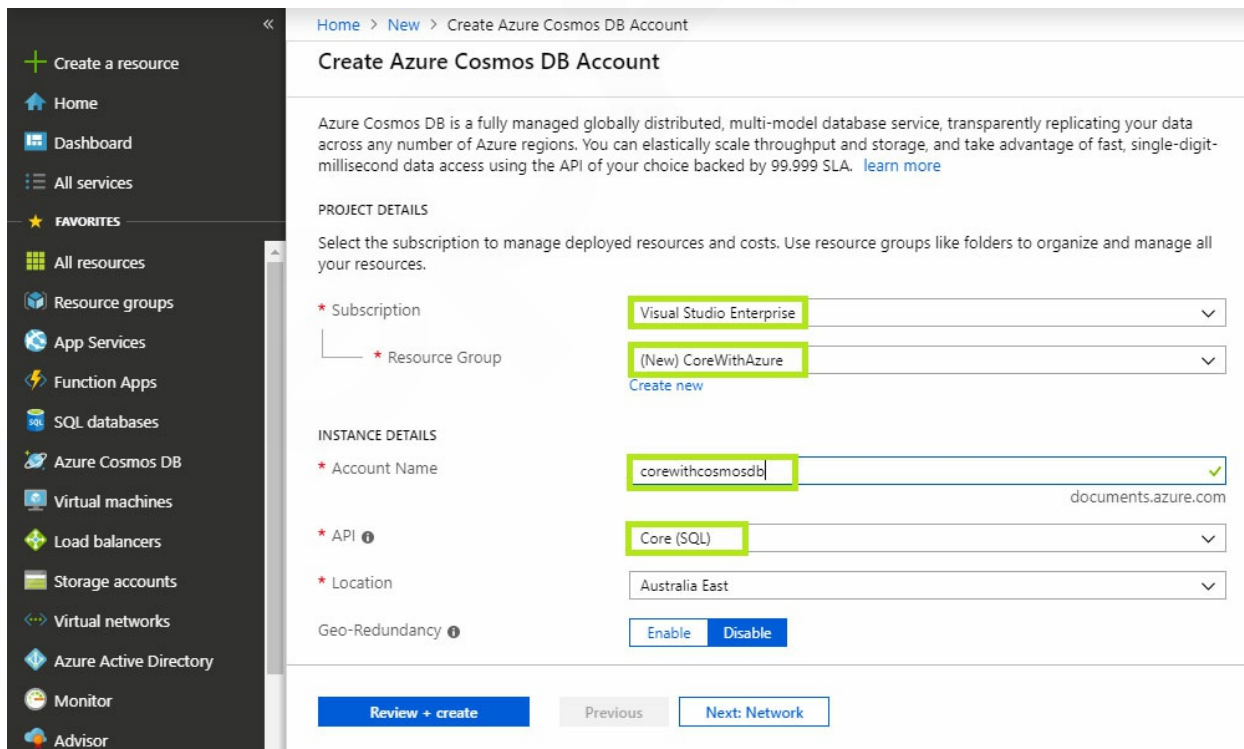 «
Create a resource
Home
Dashboard
All services
FAVORITES
All resources
Resource groups
App Services
Function Apps
SQL databases
Azure Cosmos DB
Virtual machines
Load balancers
Storage accounts
Virtual networks
Azure Active Directory
Monitor
Advisor
Home > New > Create Azure Cosmos DB Account
Create Azure Cosmos DB Account
Azure Cosmos DB is a fully managed globally distributed, multi-model database service, transparently replicating your data
across any number of Azure regions. You can elastically scale throughput and storage, and take advantage of fast, single-digit-
millisecond data access using the API of your choice backed by 99.999 SLA. learn more
PROJECT DETAILS
Select the subscription to manage deployed resources and costs. Use resource groups like folders to organize and manage all
your resources.
* Subscription
Visual Studio Enterprise
* Resource Group
(New) CoreWithAzure
Create new
INSTANCE DETAILS
* Account Name
corewithcosmosdb
documents.azure.com
* API
Core (SQL)
* Location
Australia East
Geo-Redundancy
Enable Disable
Review + create Previous Next: Network